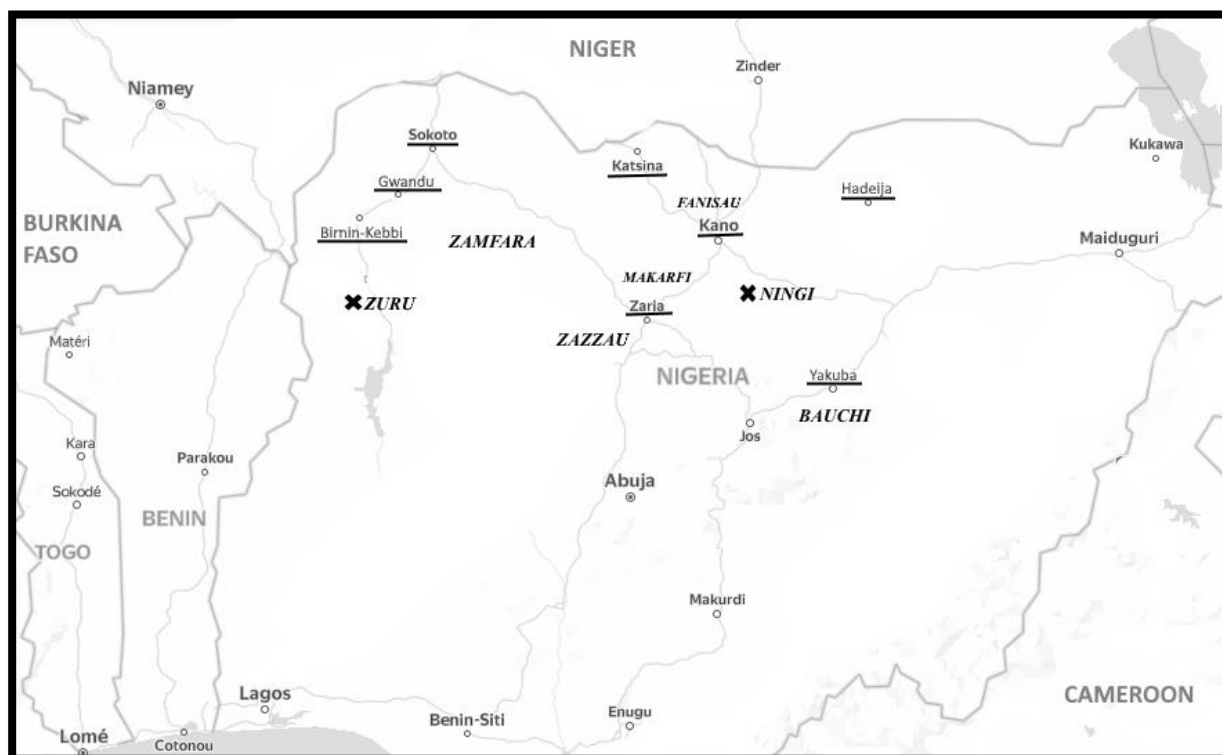 NIGER
Zinder
Niamey
Kukawa
Sokoto
Katsina
Gwandu
Hadeija
FANISAU
BURKINA
FASO
Birnin-Kebbi
Kano
ZAMFARA
Maiduguri
MAKARFI
ZURU
NINGI
Zaria
ZAZZAU
Matéri
NIGERIA
Yakuba
BAUCHI
Jos
Kara
Parakou
Abuja
Sokodé
BENIN
TOGO
Makurdi
Lagos
CAMEROON
Benin-Siti
Enugu
Lomé
Cotonou